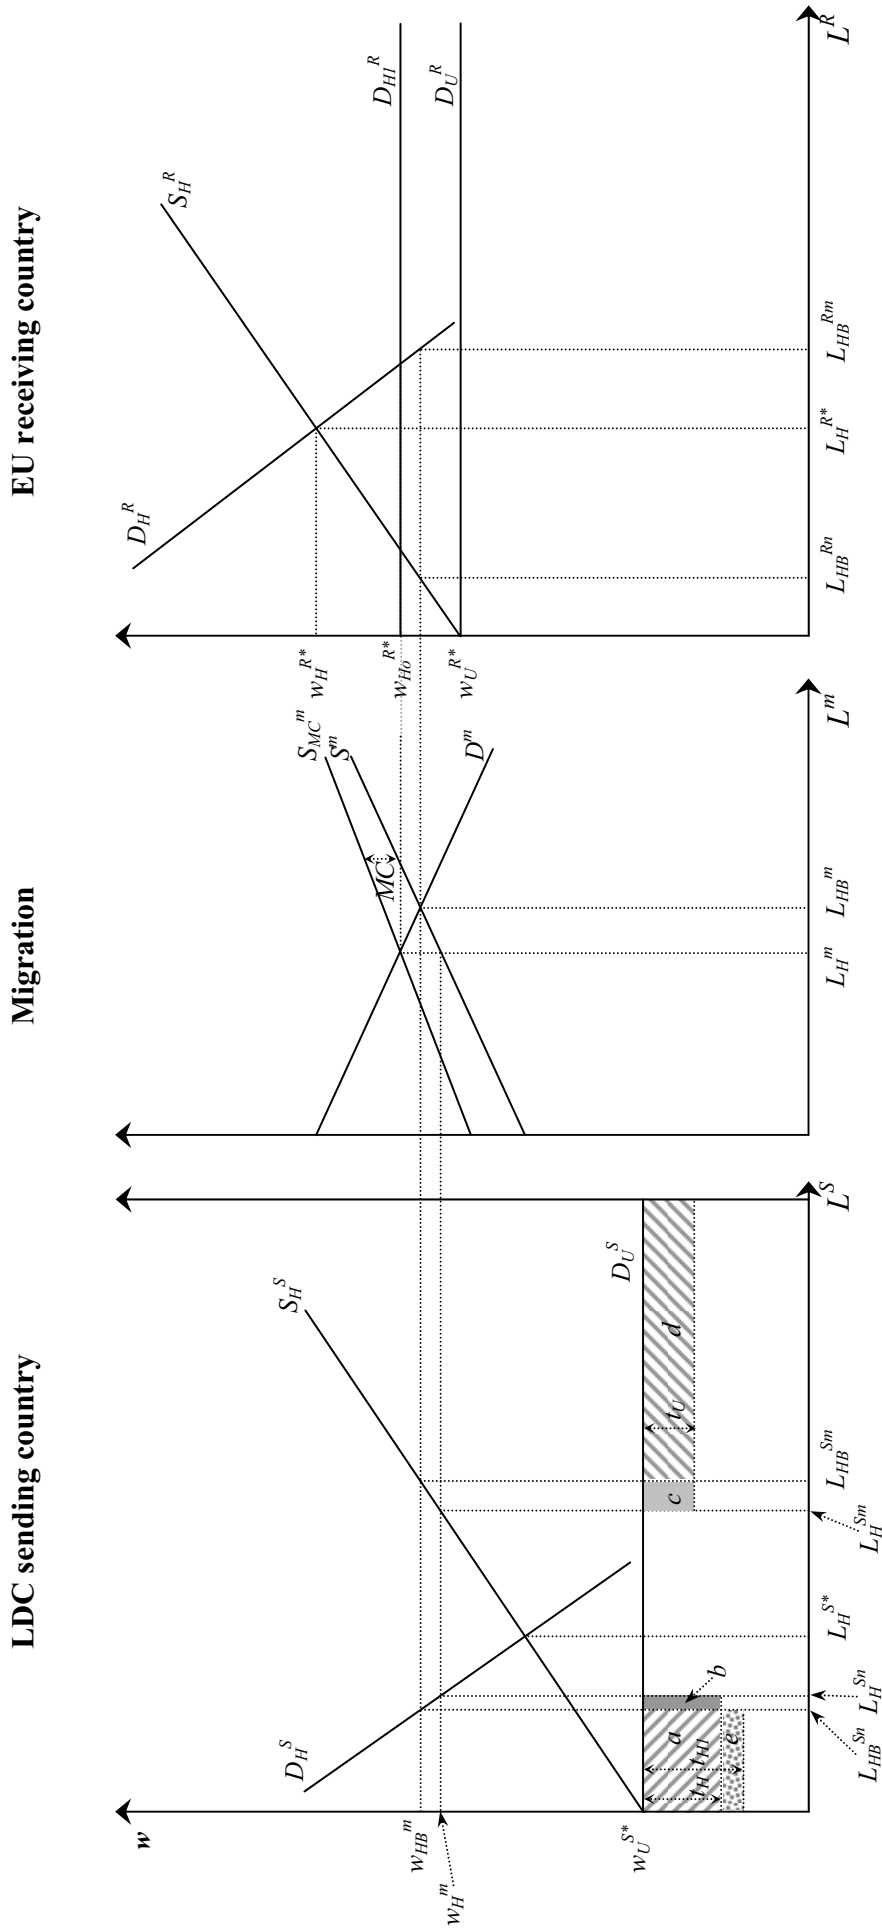 LDC sending country
Migration
EU receiving country
w
w_HB^m
w_H^m
w_U^S*
D_H^S
S_H^S
D_U^S
a
b
c
d
e
t_H
t_H1
t_U
L_HB^Sn
L_H^Sn
L_H^S*
L_H^Sm
L_HB^Sm
L^S
S_MC^m
S^m
D^m
MC
L_H^m
L_HB^m
L^m
w_H^R*
w_Ho^R*
w_U^R*
D_H^R
S_H^R
D_H1^R
D_U^R
L_HB^Rn
L_H^R*
L_HB^Rm
L^R